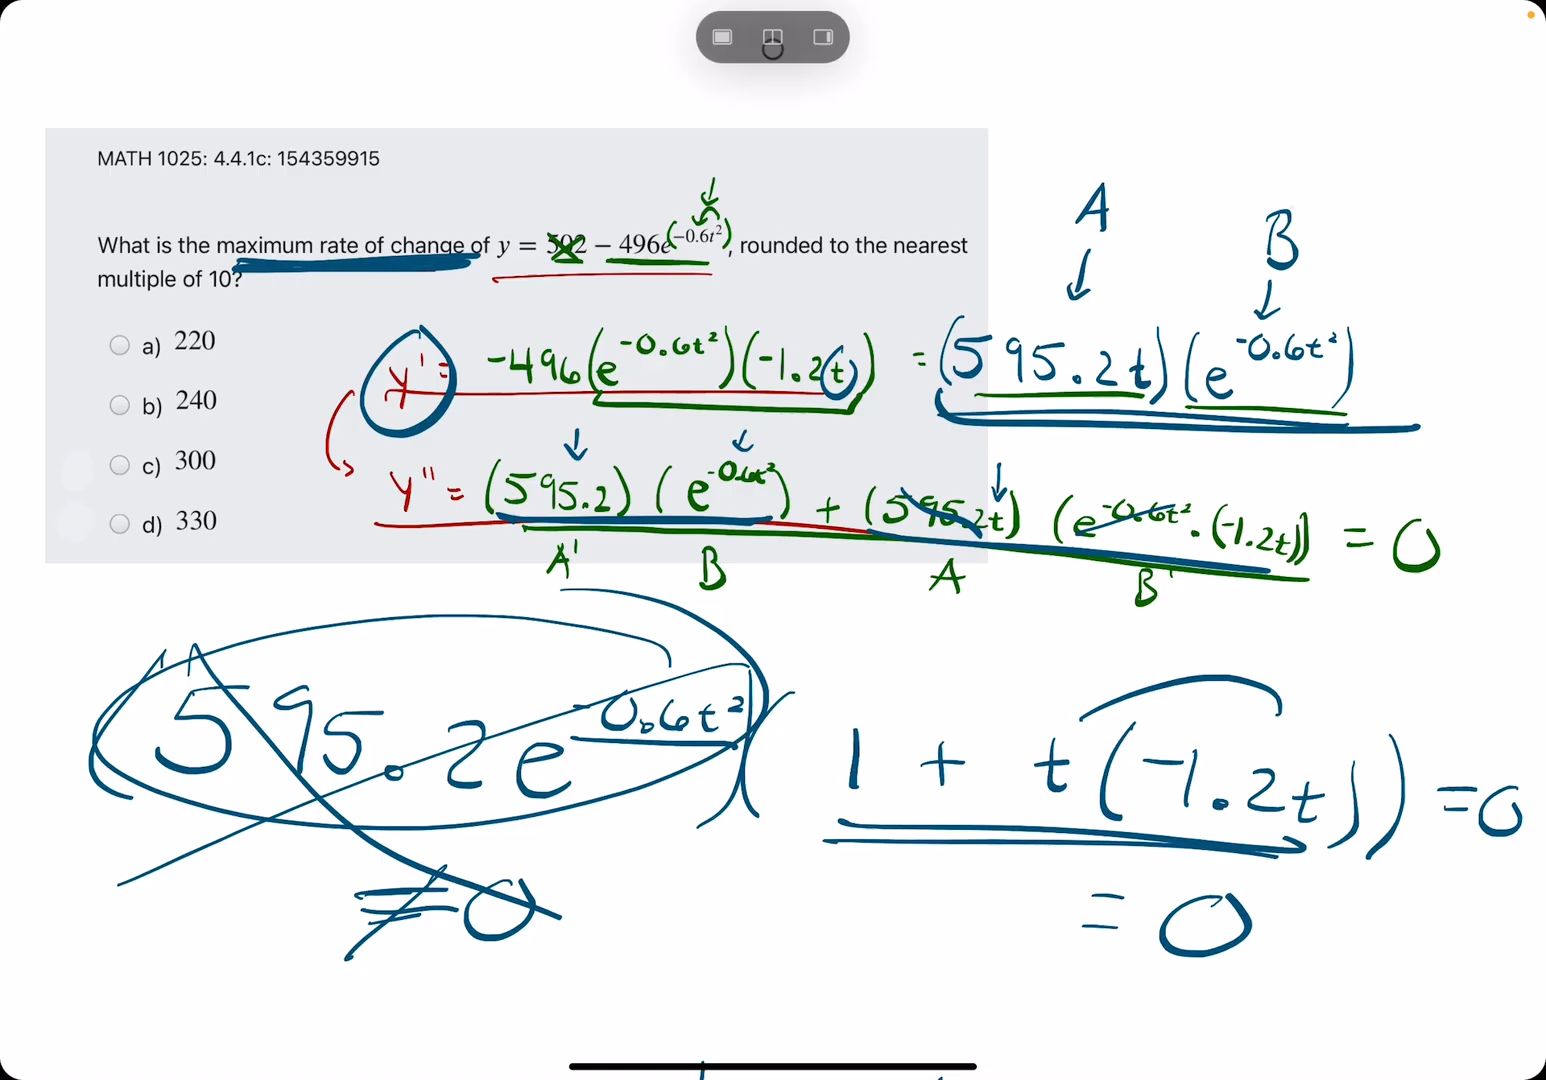 MATH 1025: 4.4.1c: 154359915
A
B
What is the maximum rate of change of y = 502 − 496e^(−0.6t²), rounded to the nearest
multiple of 10?
a) 220
b) 240
c) 300
d) 330
y' = -496(e^-0.6t²)(-1.2t) = (595.2t)(e^-0.6t²)
y'' = (595.2)(e^-0.6t²) + (595.2t)(e^-0.6t² · (-1.2t)) = 0
A' B A B'
595.2e^-0.6t² (1 + t(-1.2t)) = 0
≠0 = 0